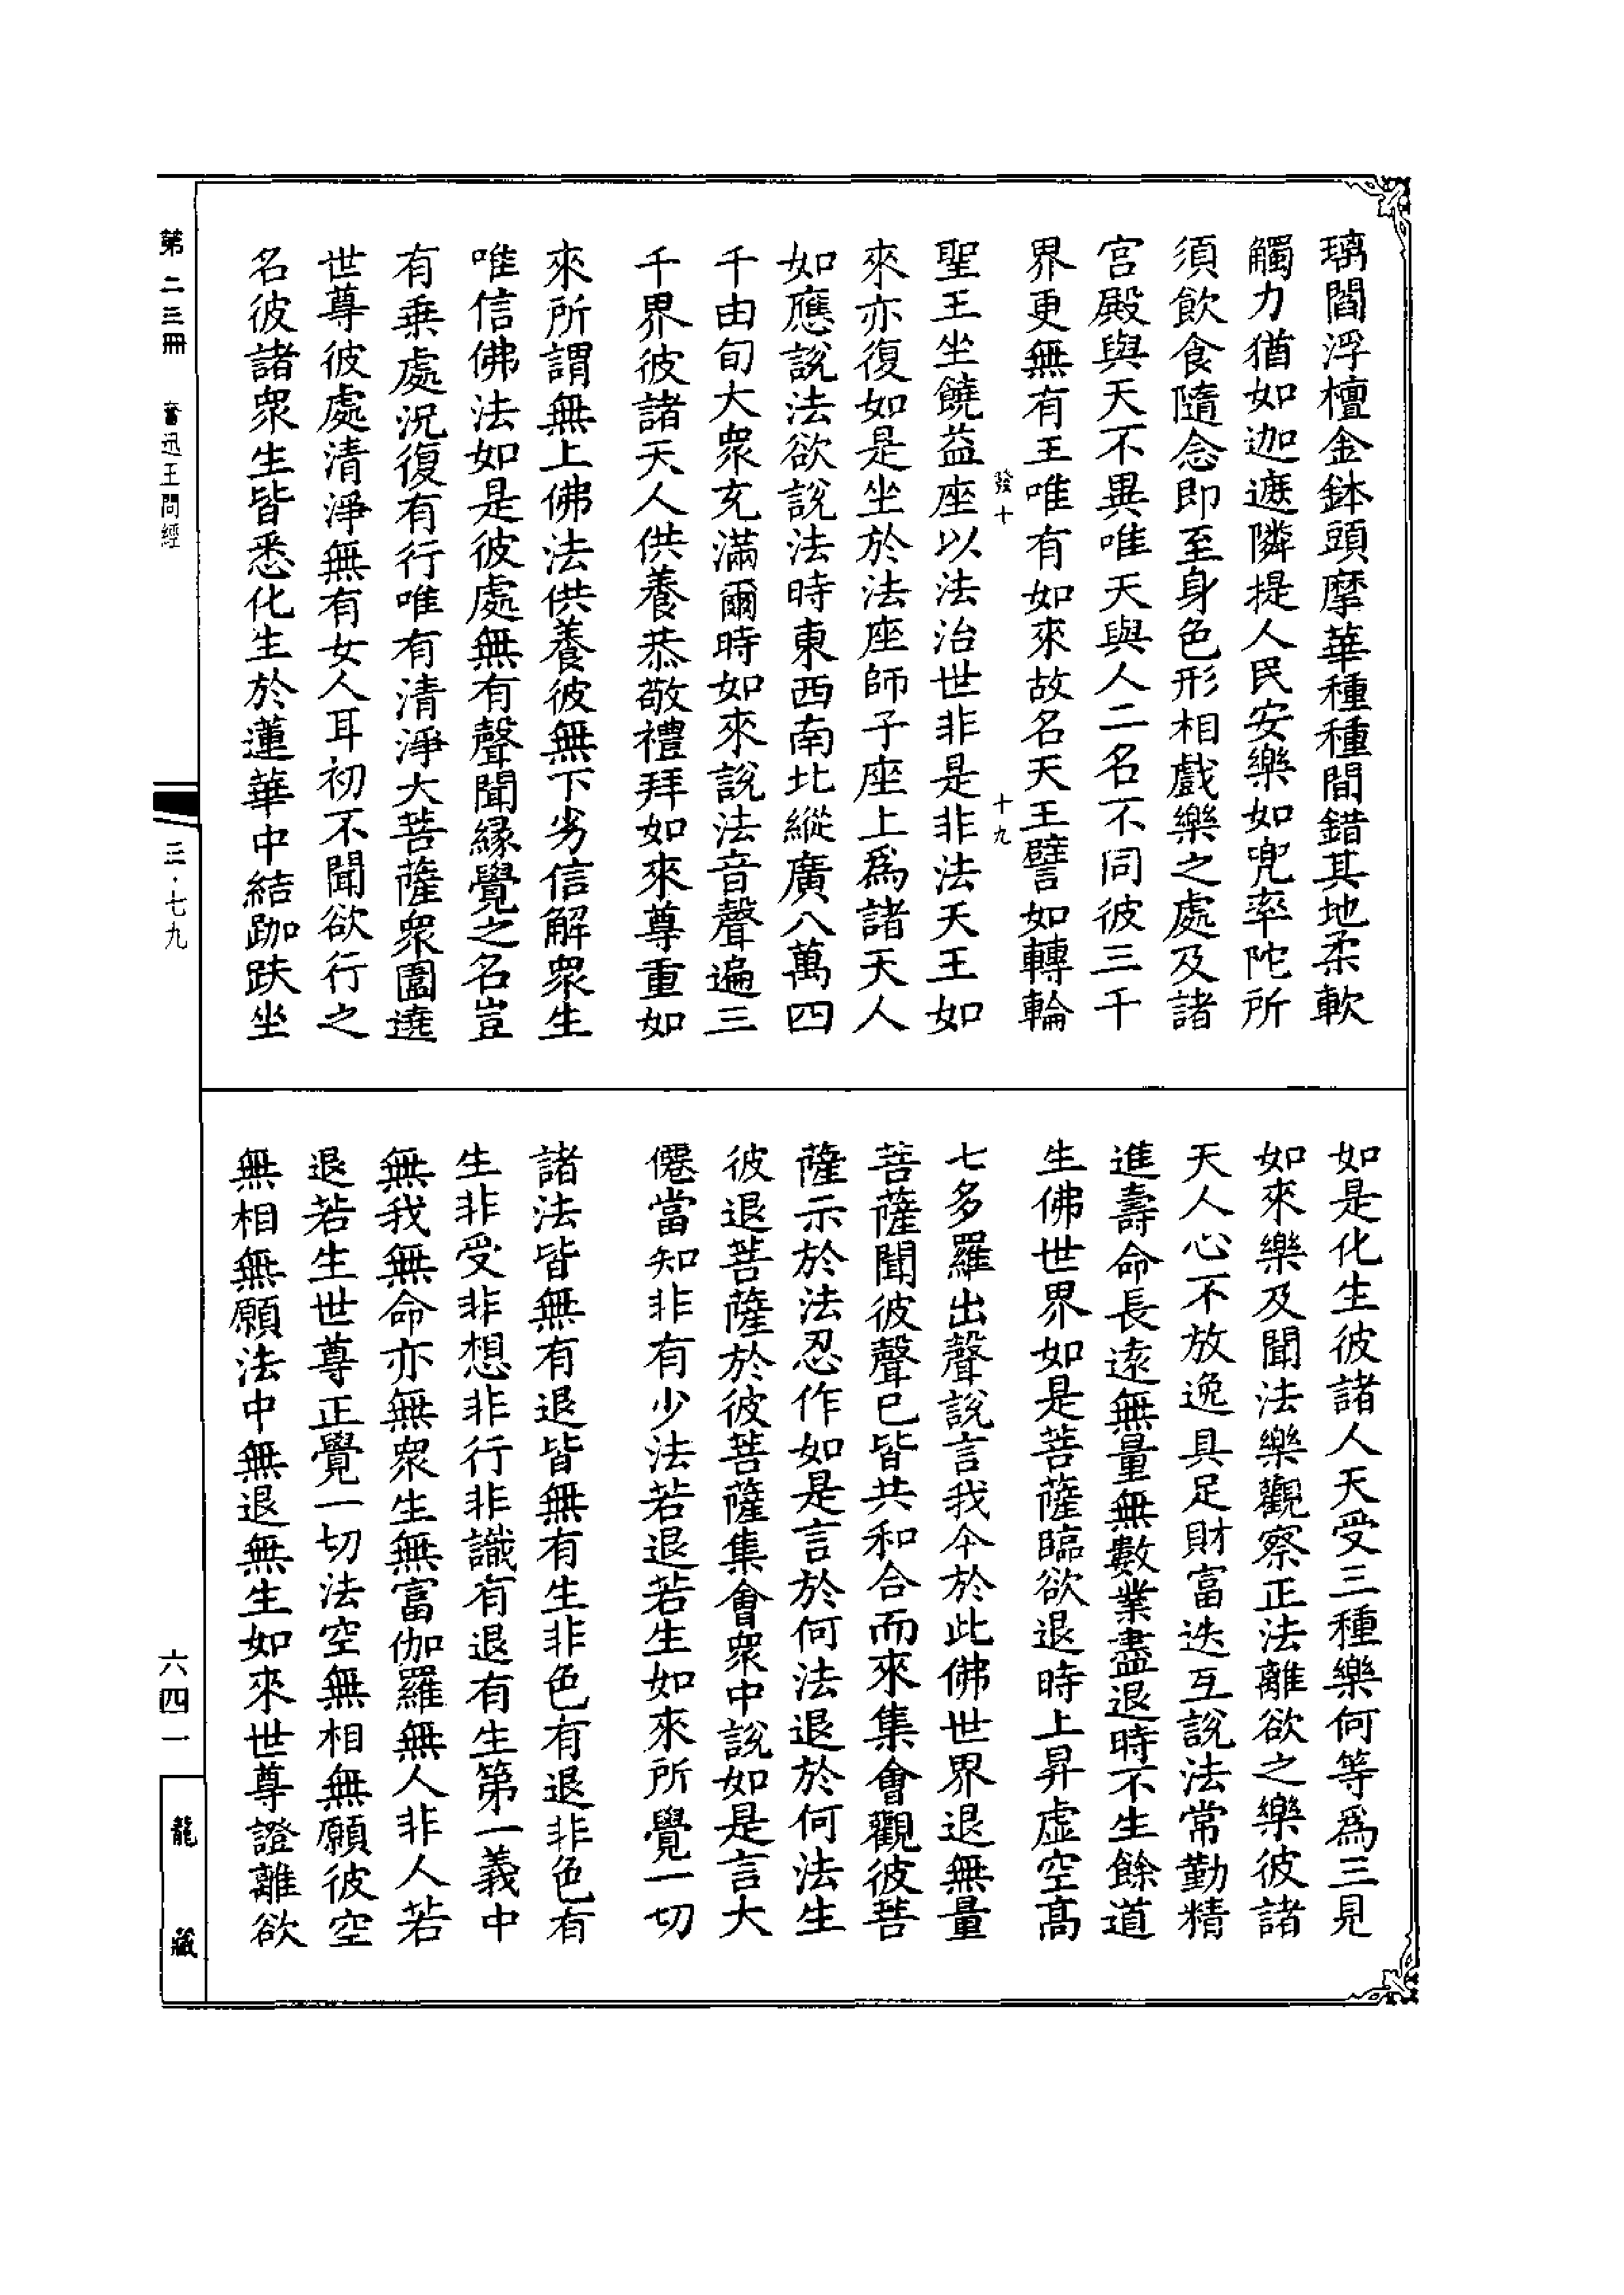 璃閻浮檀金鉢頭摩華種種間錯其地柔軟
觸力猶如迦遮隣提人民安樂如兜率陀所
須飲食隨念即至身色形相戲樂之處及諸
宮殿與天不異唯天與人二名不同彼三千
界更無有王唯有如來故名天王譬如轉輪
發十
十九
聖王坐饒益座以法治世非是非法天王如
來亦復如是坐於法座師子座上爲諸天人
如應說法欲說法時東西南北縱廣八萬四
千由旬大衆充滿爾時如來說法音聲遍三
千界彼諸天人供養恭敬禮拜如來尊重如
來所謂無上佛法供養彼無下劣信解衆生
唯信佛法如是彼處無有聲聞緣覺之名豈
有乗處況復有行唯有清淨大菩薩衆圍遶
世尊彼處清淨無有女人耳初不聞欲行之
名彼諸衆生皆悉化生於蓮華中結跏趺坐
如是化生彼諸人天受三種樂何等爲三見
如來樂及聞法樂觀察正法離欲之樂彼諸
天人心不放逸具足財富迭互說法常勤精
進壽命長遠無量無數業盡退時不生餘道
生佛世界如是菩薩臨欲退時上昇虛空高
七多羅出聲說言我今於此佛世界退無量
菩薩聞彼聲已皆共和合而來集會觀彼菩
薩示於法忍作如是言於何法退於何法生
彼退菩薩於彼菩薩集會衆中說如是言大
僊當知非有少法若退若生如來所覺一切
諸法皆無有退皆無有生非色有退非色有
生非受非想非行非識有退有生第一義中
無我無命亦無衆生無富伽羅無人非人若
退若生世尊正覺一切法空無相無願彼空
無相無願法中無退無生如來世尊證離欲
第二三冊 奮迅王問經
三·七九
六四一
龍藏